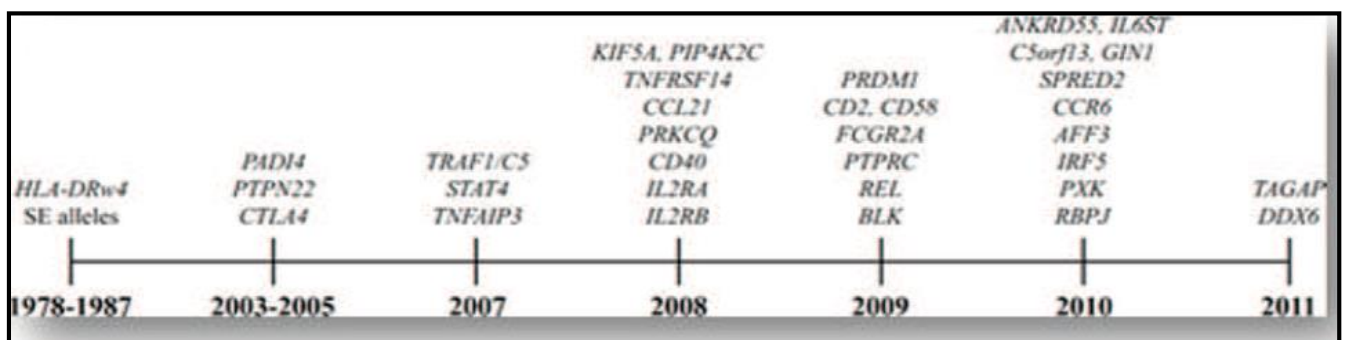 HLA-DRw4
SE alleles
1978-1987
PADI4
PTPN22
CTLA4
2003-2005
TRAF1/C5
STAT4
TNFAIP3
2007
KIF5A, PIP4K2C
TNFRSF14
CCL21
PRKCQ
CD40
IL2RA
IL2RB
2008
PRDM1
CD2, CD58
FCGR2A
PTPRC
REL
BLK
2009
ANKRD55, IL6ST
C5orf13, GIN1
SPRED2
CCR6
AFF3
IRF5
PXK
RBPJ
2010
TAGAP
DDX6
2011